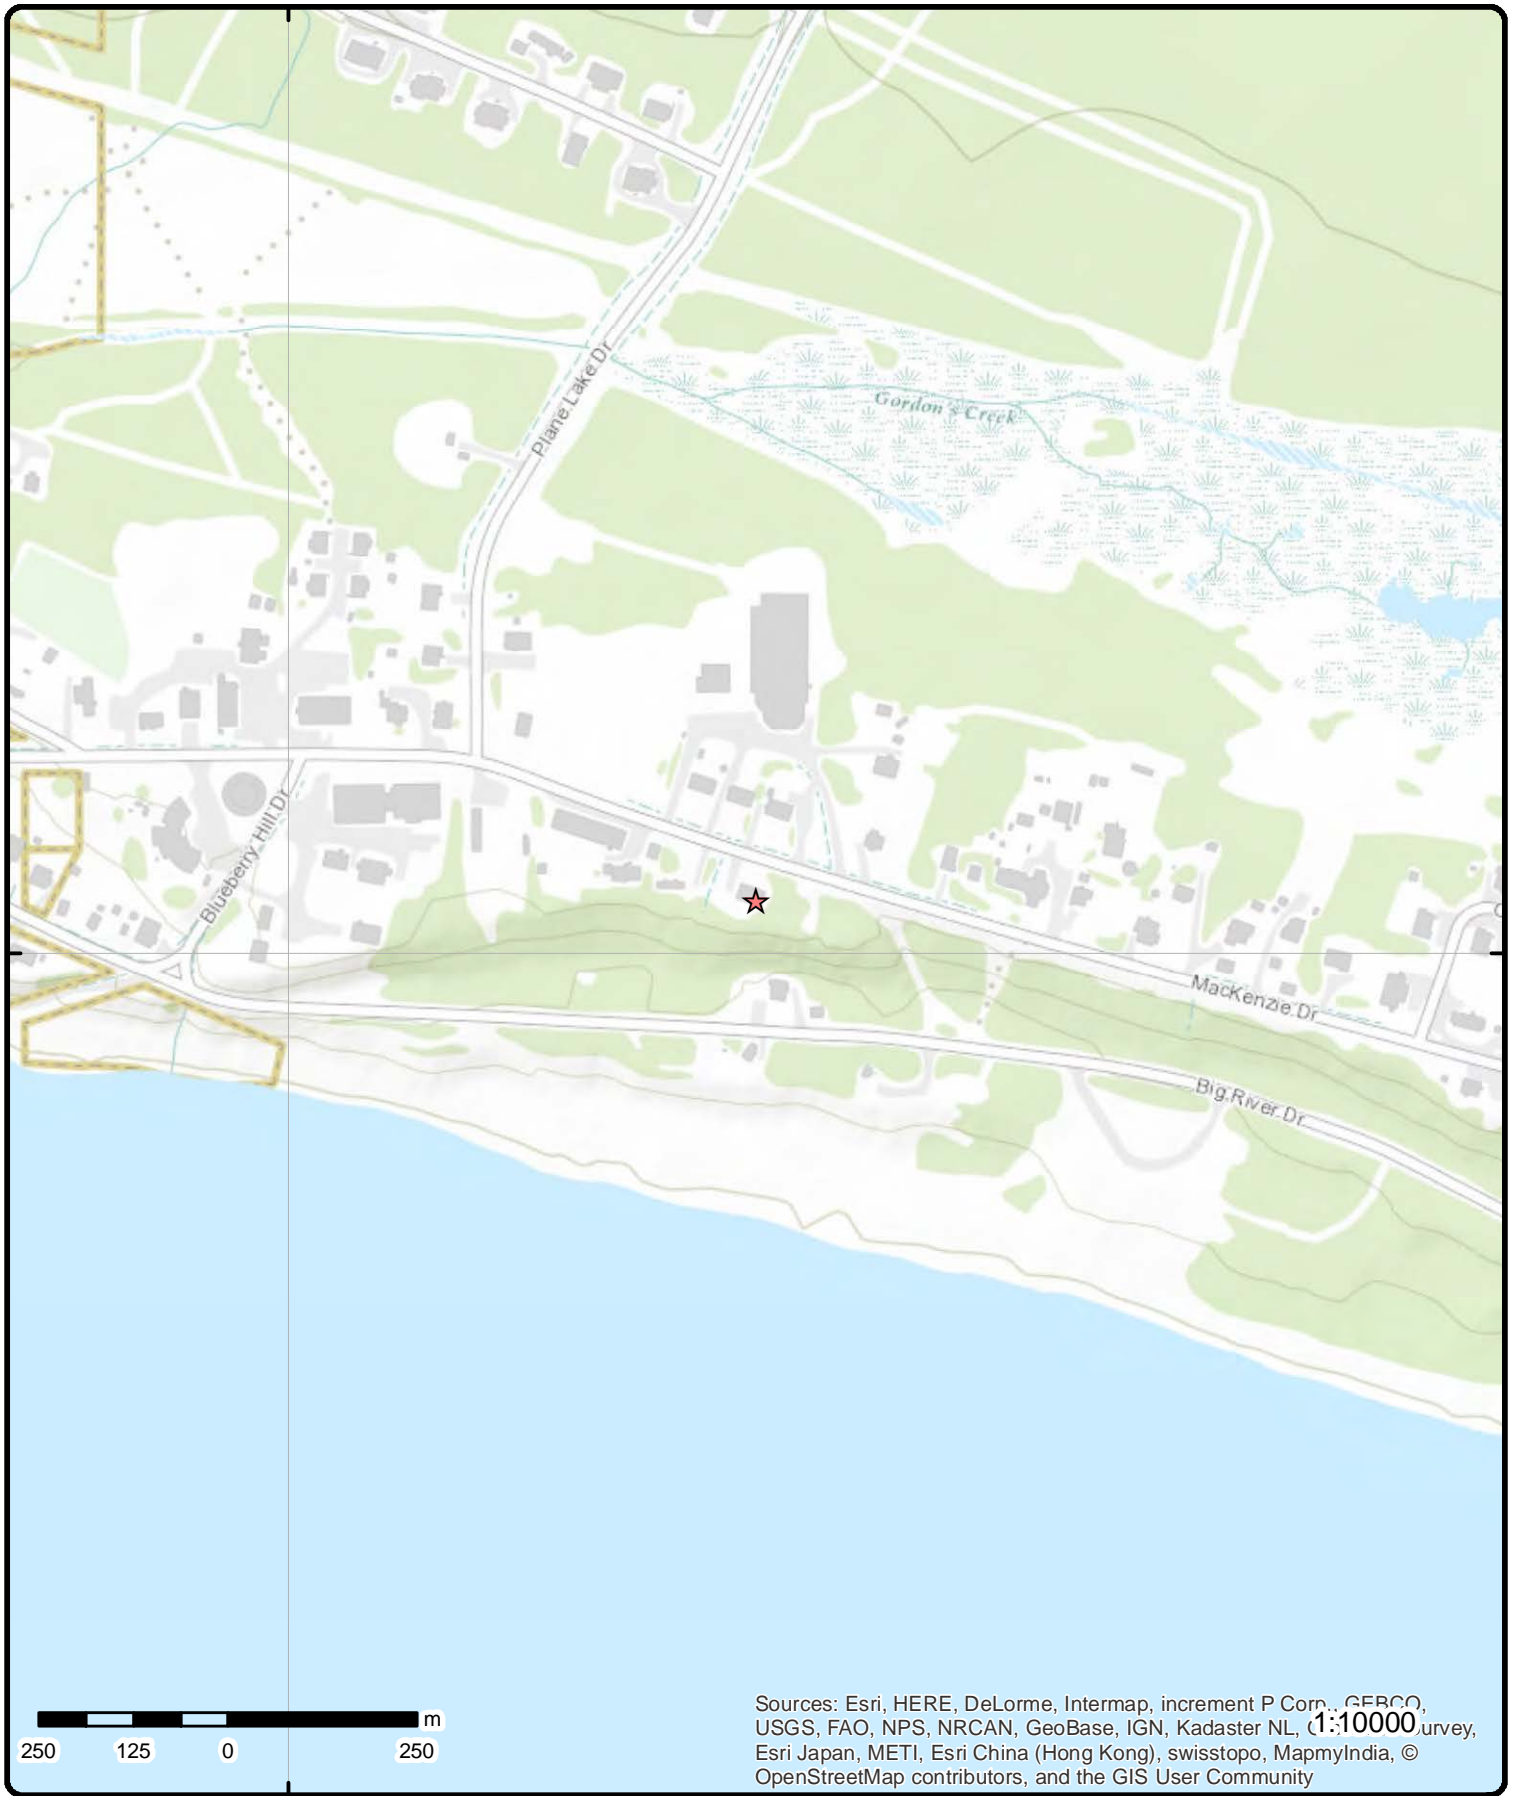 Plane Lake Dr
Gordon's Creek
Blueberry Hill Dr
MacKenzie Dr
Big River Dr
m
250 125 0 250
Sources: Esri, HERE, DeLorme, Intermap, increment P Corp., GEBCO,
USGS, FAO, NPS, NRCAN, GeoBase, IGN, Kadaster NL,
1:10000
Esri Japan, METI, Esri China (Hong Kong), swisstopo, MapmyIndia, ©
OpenStreetMap contributors, and the GIS User Community